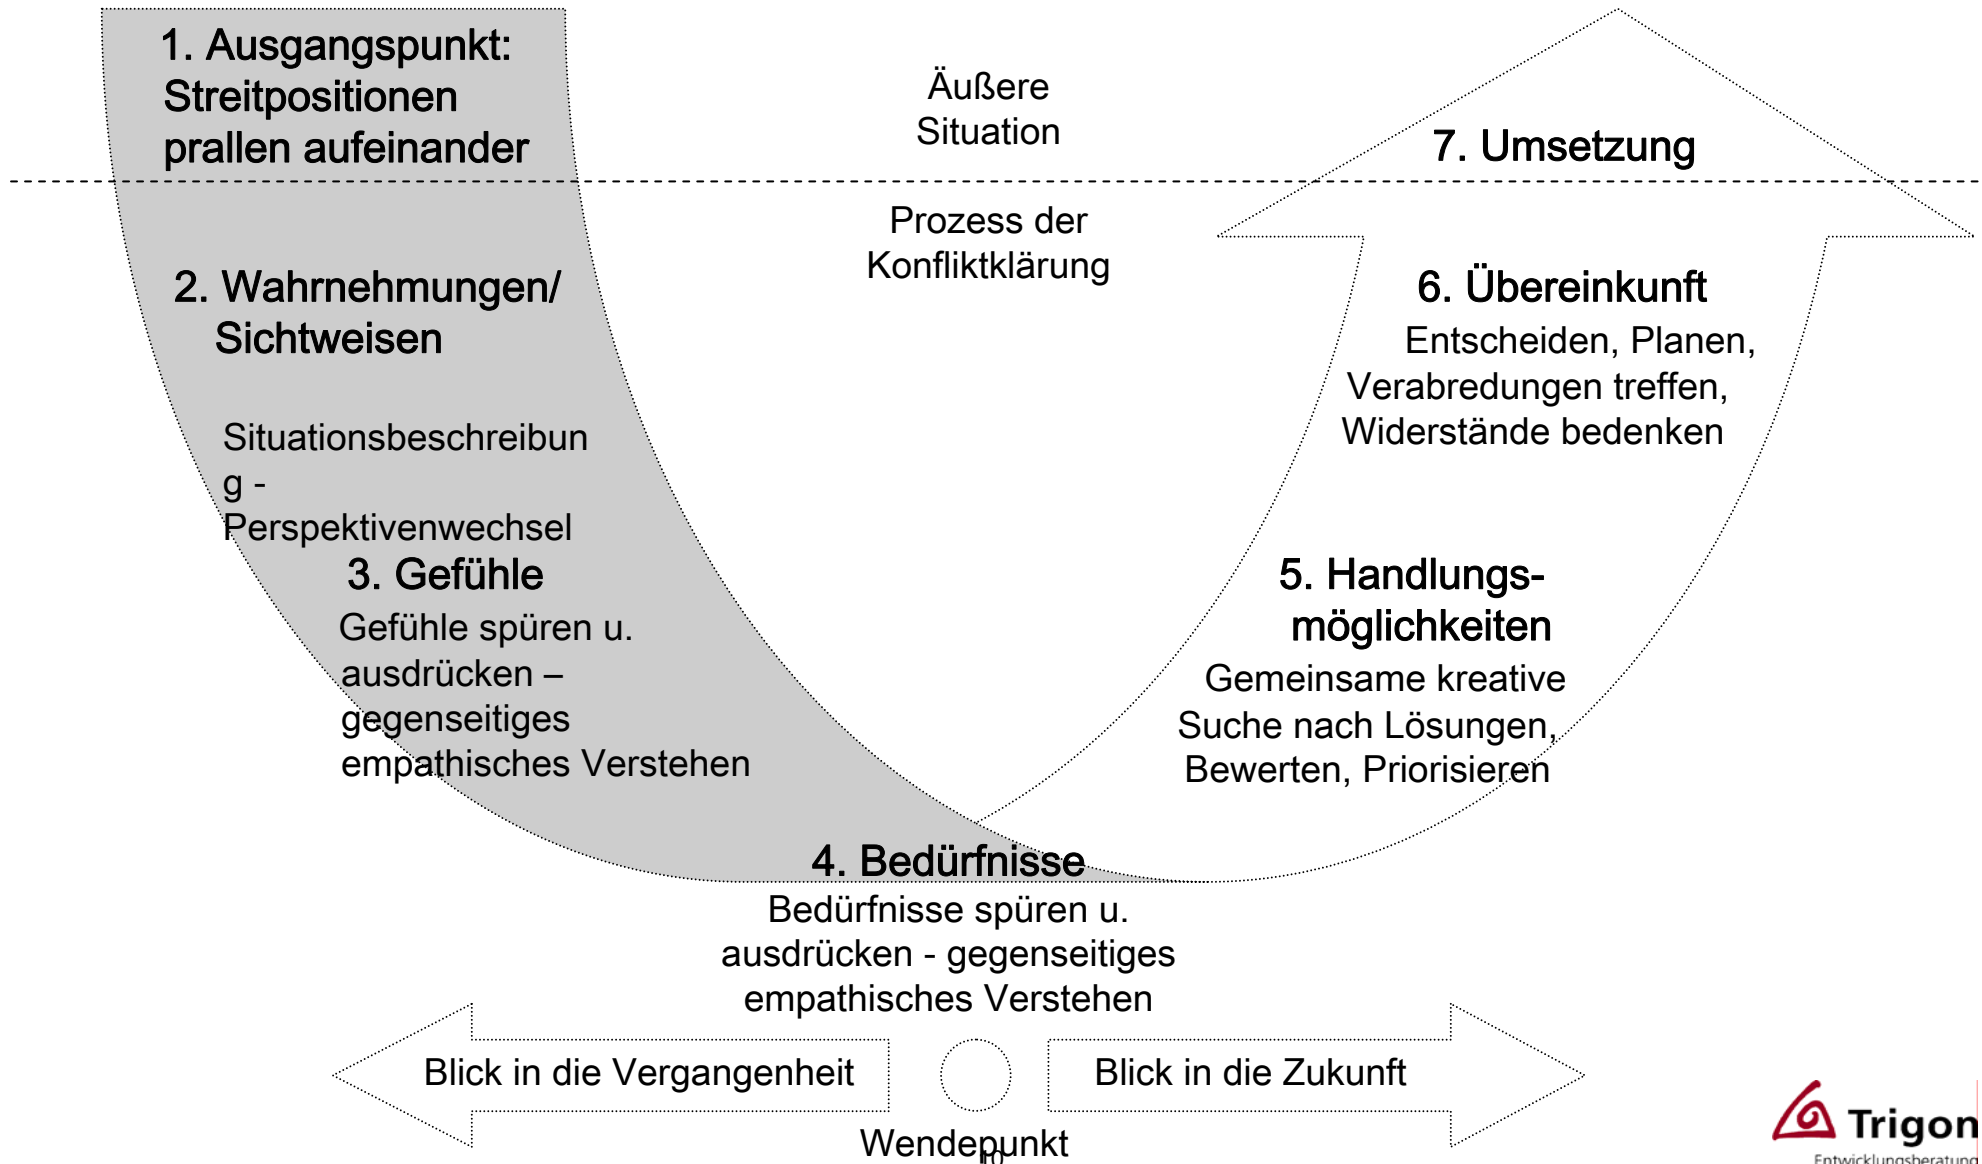 1. Ausgangspunkt:
Streitpositionen
prallen aufeinander
Äußere
Situation
7. Umsetzung
Prozess der
Konfliktklärung
2. Wahrnehmungen/
Sichtweisen
Situationsbeschreibun
g -
Perspektivenwechsel
6. Übereinkunft
Entscheiden, Planen,
Verabredungen treffen,
Widerstände bedenken
3. Gefühle
Gefühle spüren u.
ausdrücken –
gegenseitiges
empathisches Verstehen
5. Handlungs-
möglichkeiten
Gemeinsame kreative
Suche nach Lösungen,
Bewerten, Priorisieren
4. Bedürfnisse
Bedürfnisse spüren u.
ausdrücken - gegenseitiges
empathisches Verstehen
Blick in die Vergangenheit
Blick in die Zukunft
Wendepunkt
10
Trigon
Entwicklungsberatung